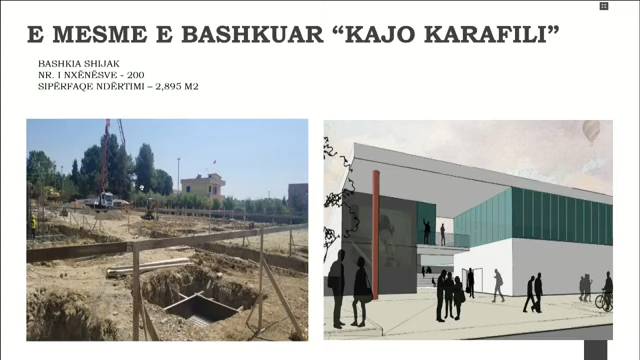 E MESME E BASHKUAR “KAJO KARAFILI”
BASHKIA SHIJAK
NR. I NXËNËSVE - 200
SIPËRFAQE NDËRTIMI – 2,895 M2